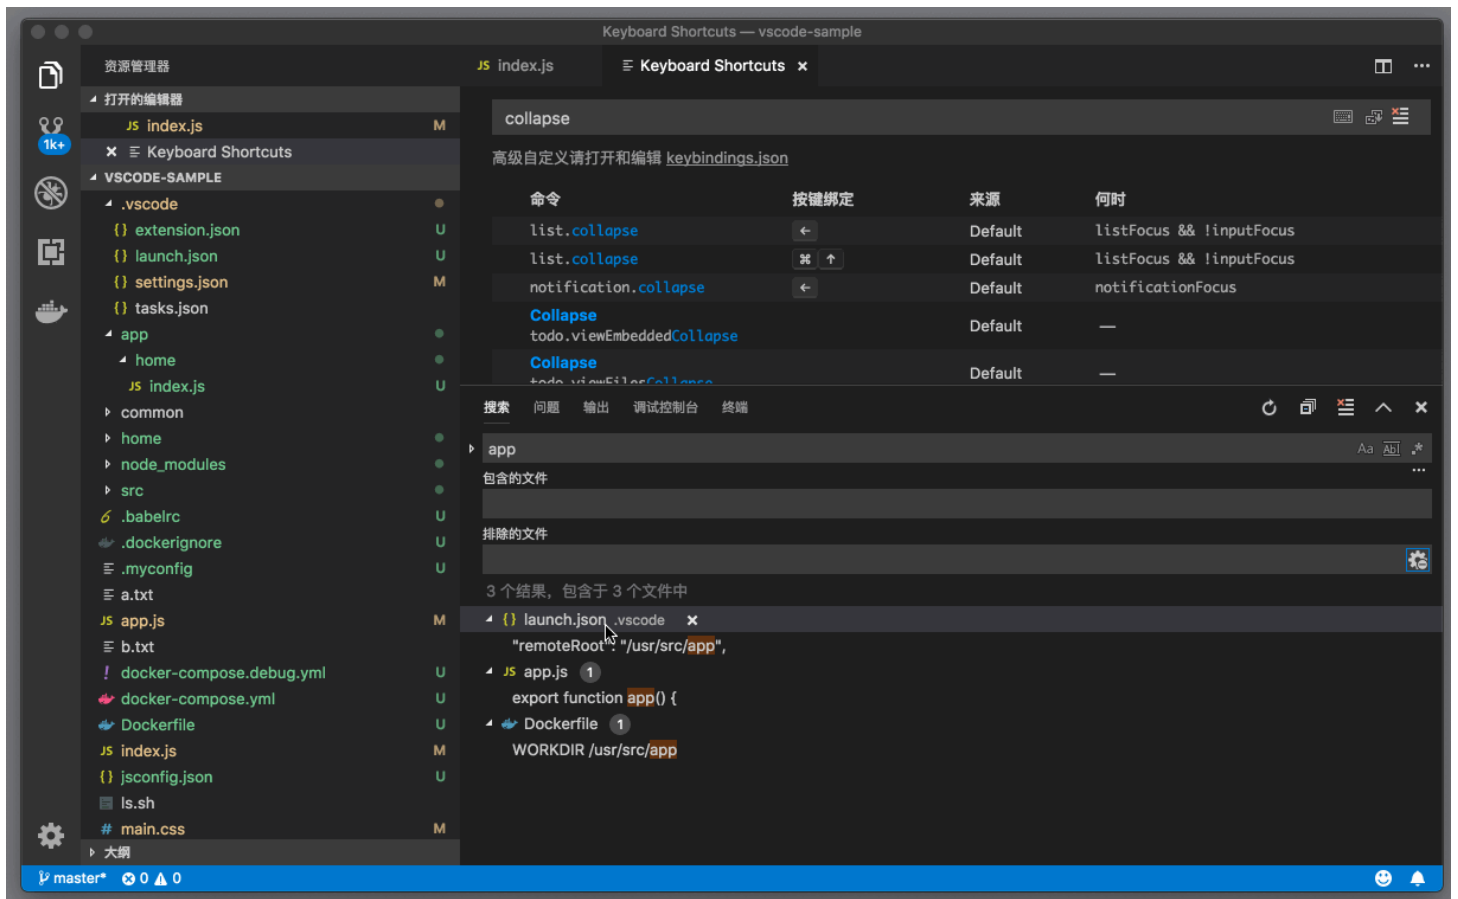 Keyboard Shortcuts — vscode-sample
资源管理器
JS index.js
Keyboard Shortcuts
打开的编辑器
JS index.js M
Keyboard Shortcuts
1k+
VSCODE-SAMPLE
.vscode
{} extension.json U
{} launch.json U
{} settings.json M
{} tasks.json
app
home
JS index.js U
common
home
node_modules
src
.babelrc U
.dockerignore U
.myconfig U
a.txt
JS app.js M
b.txt
! docker-compose.debug.yml U
docker-compose.yml U
Dockerfile U
JS index.js M
{} jsconfig.json U
ls.sh
# main.css M
大纲
collapse
高级自定义请打开和编辑 keybindings.json
命令 按键绑定 来源 何时
list.collapse ← Default listFocus && !inputFocus
list.collapse ⌘ ↑ Default listFocus && !inputFocus
notification.collapse ← Default notificationFocus
Collapse
todo.viewEmbeddedCollapse Default —
Collapse
todo.viewFilesCollapse Default —
搜索 问题 输出 调试控制台 终端
app Aa Abl .*
包含的文件 ...
排除的文件
3 个结果，包含于 3 个文件中
{} launch.json .vscode
"remoteRoot": "/usr/src/app",
JS app.js 1
export function app() {
Dockerfile 1
WORKDIR /usr/src/app
master* 0 0